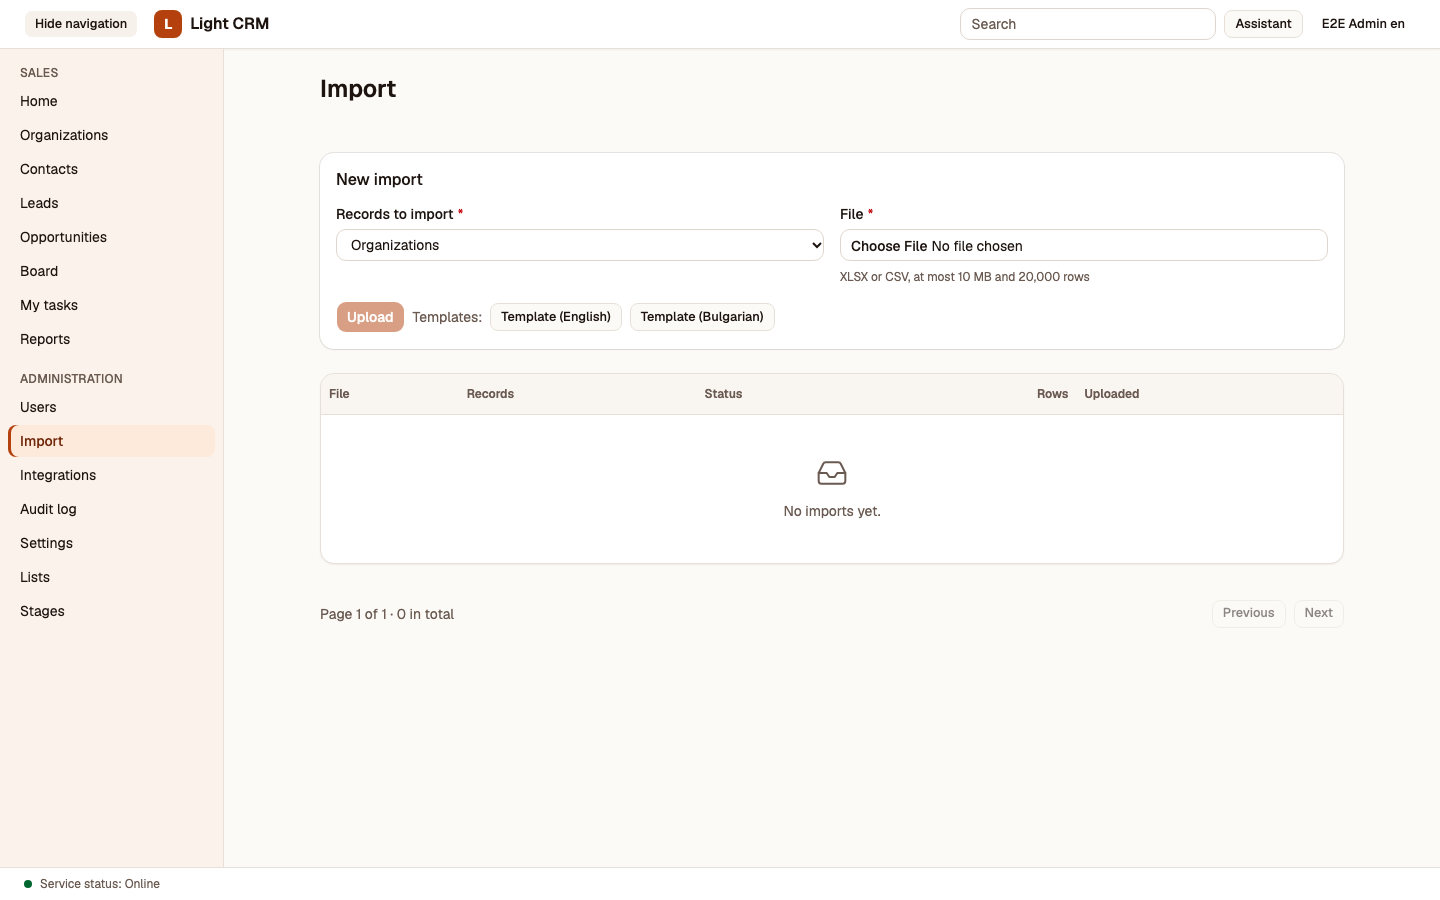 Hide navigation
L
Light CRM
Search
Assistant
E2E Admin en
SALES
Home
Organizations
Contacts
Leads
Opportunities
Board
My tasks
Reports
ADMINISTRATION
Users
Import
Integrations
Audit log
Settings
Lists
Stages
Import
New import
Records to import *
Organizations
File *
Choose File No file chosen
XLSX or CSV, at most 10 MB and 20,000 rows
Upload Templates: Template (English) Template (Bulgarian)
File Records Status Rows Uploaded
No imports yet.
Page 1 of 1 · 0 in total
Previous Next
Service status: Online